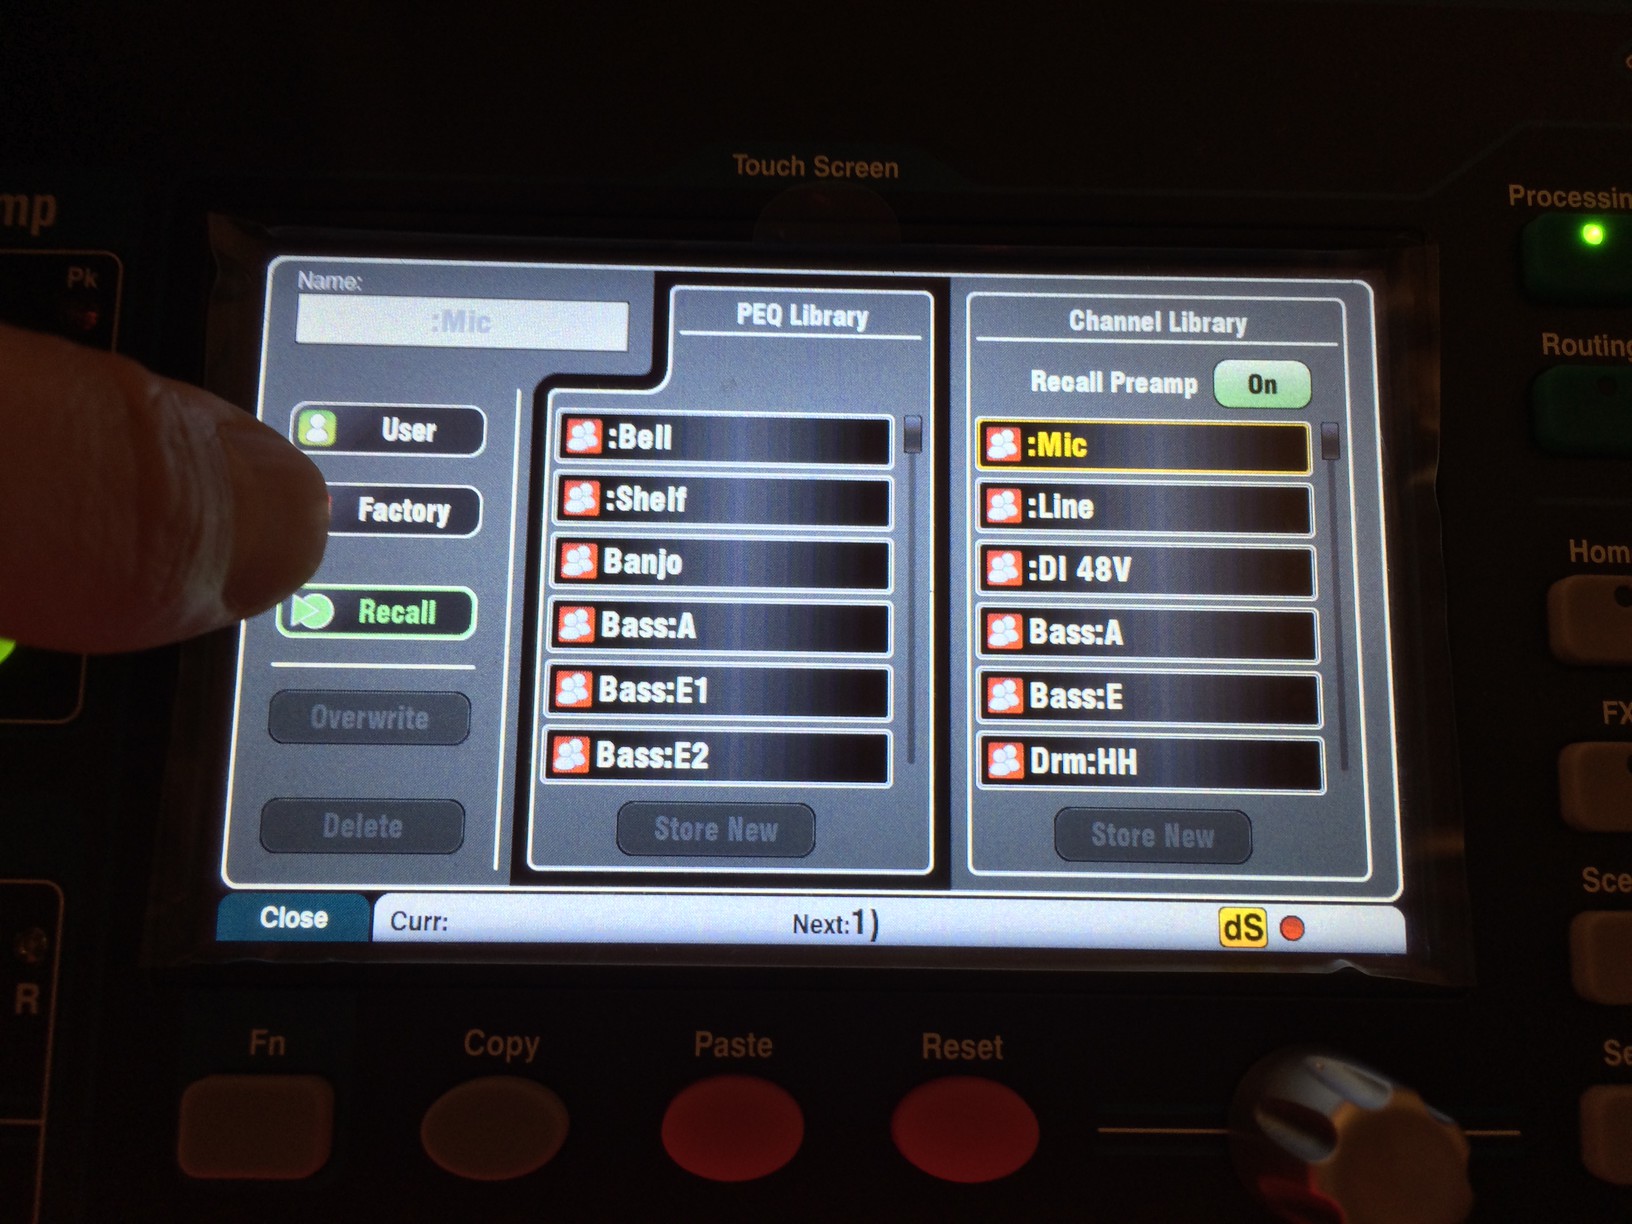 Touch Screen
mp
Pk
Name:
:Mic
User
Factory
Recall
Overwrite
Delete
PEQ Library
:Bell
:Shelf
Banjo
Bass:A
Bass:E1
Bass:E2
Store New
Channel Library
Recall Preamp On
:Mic
:Line
:DI 48V
Bass:A
Bass:E
Drm:HH
Store New
Close
Curr:
Next:1)
dS
Processin
Routing
Hom
FX
Sce
Se
R
Fn
Copy
Paste
Reset